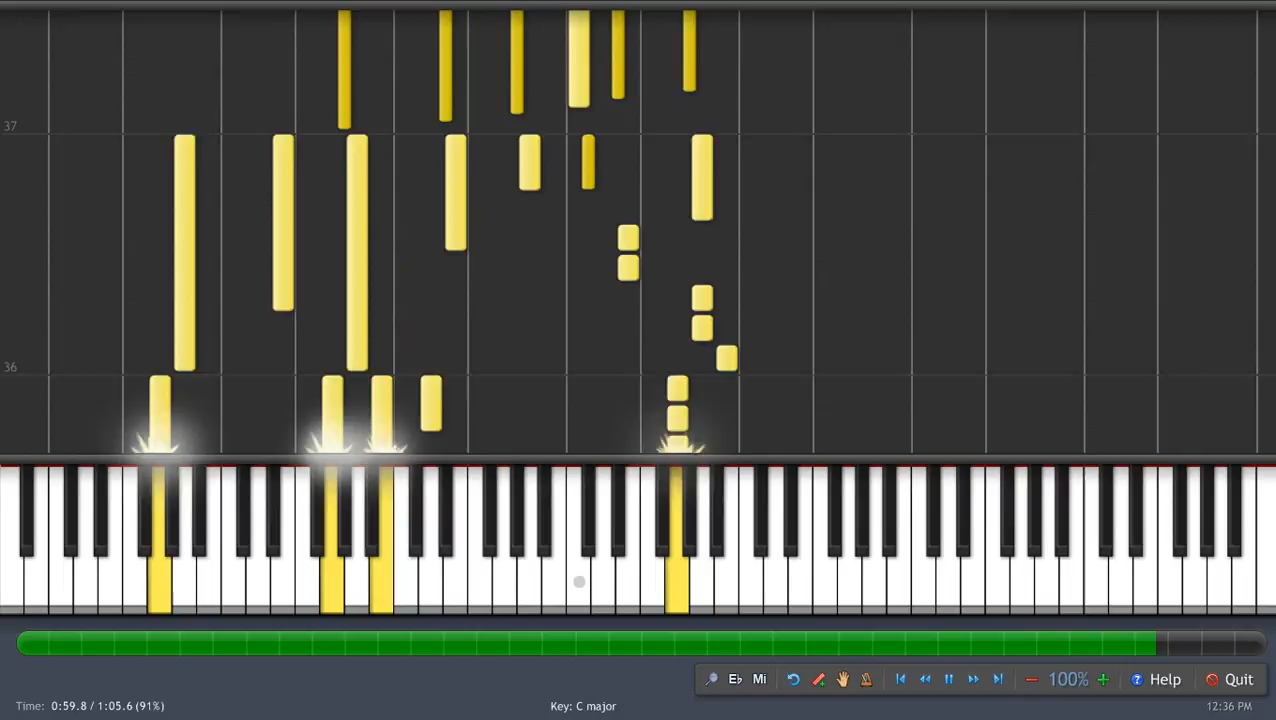 37
36
E♭ Mi 100% Help Quit
Time: 0:59.8 / 1:05.6 (91%) Key: C major 12:36 PM